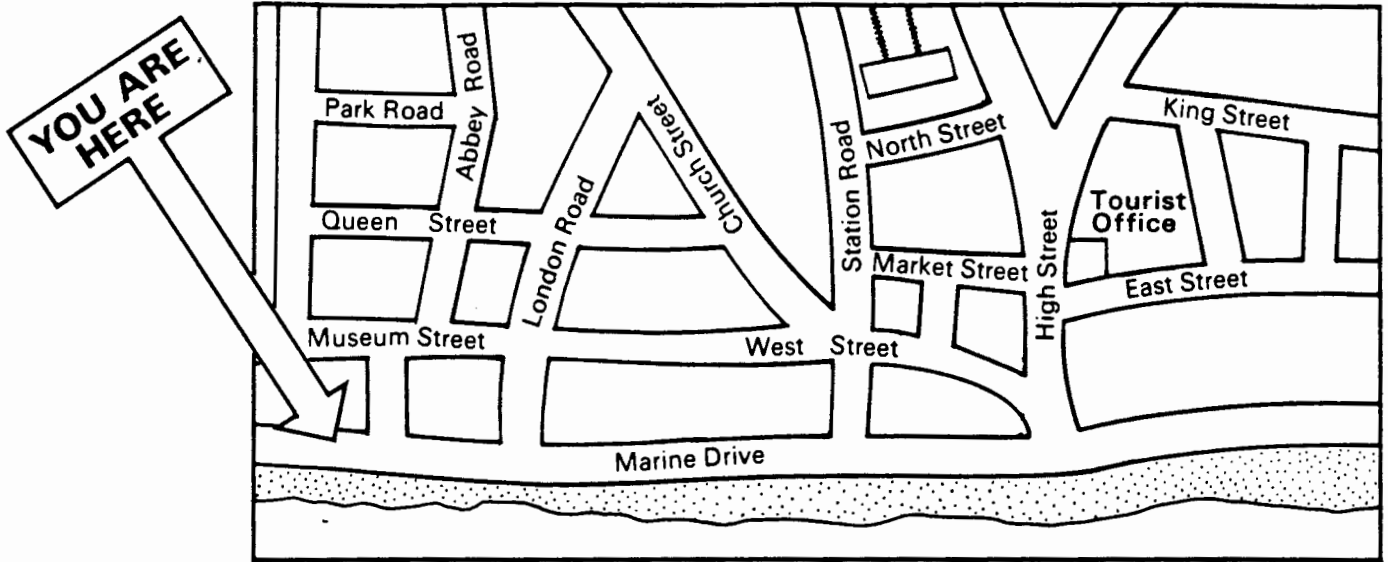 YOU ARE
HERE
Park Road
Abbey Road
Queen Street
London Road
Church Street
Museum Street
West Street
Station Road
North Street
Market Street
High Street
Tourist
Office
King Street
East Street
Marine Drive